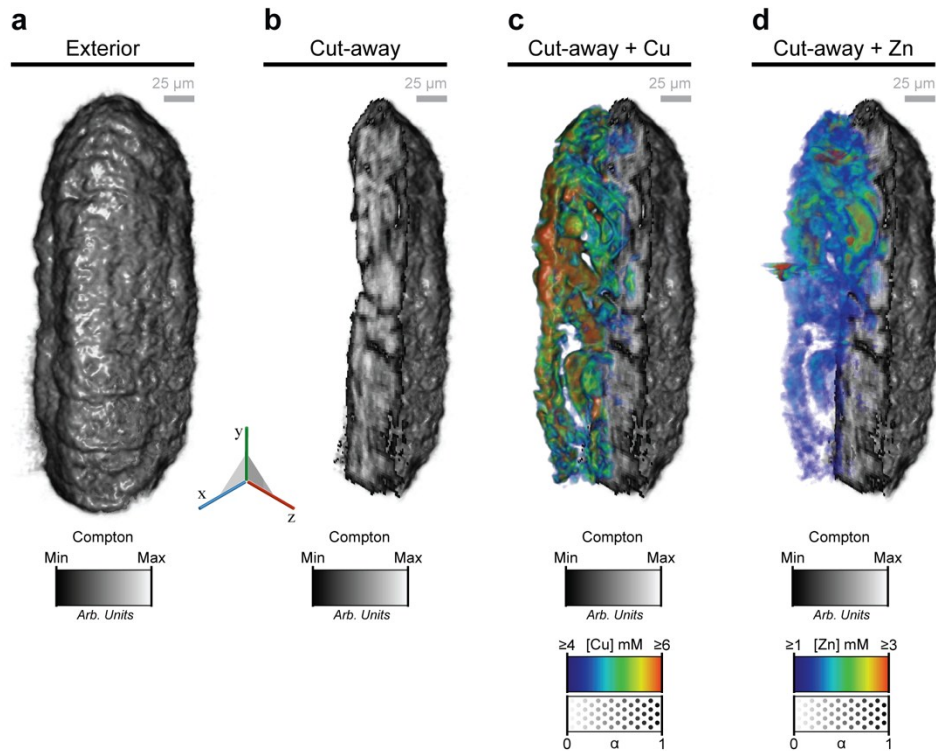 a b c d
Exterior Cut-away Cut-away + Cu Cut-away + Zn
25 µm 25 µm 25 µm 25 µm
y
x
z
Compton Compton Compton Compton
Min Max Min Max Min Max Min Max
Arb. Units Arb. Units Arb. Units Arb. Units
≥4 [Cu] mM ≥6 ≥1 [Zn] mM ≥3
0 α 1 0 α 1